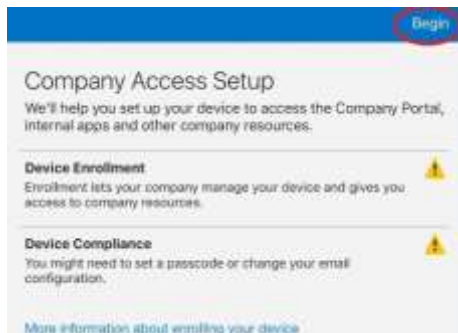 Begin
Company Access Setup
We'll help you set up your device to access the Company Portal,
internal apps and other company resources.
Device Enrollment
Enrollment lets your company manage your device and gives you
access to company resources.
Device Compliance
You might need to set a passcode or change your email
configuration.
More information about enrolling your device